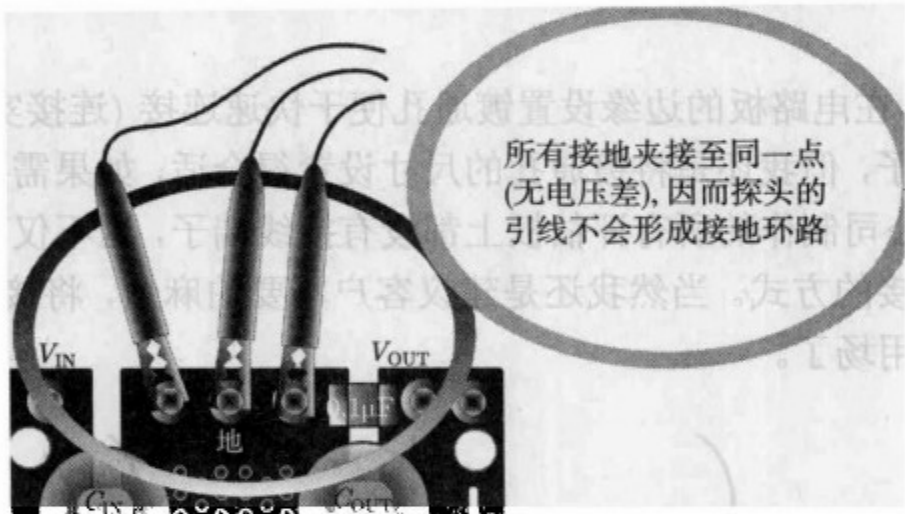 所有接地夹接至同一点
(无电压差), 因而探头的
引线不会形成接地环路
V_IN
V_OUT
0.1μF
地
C_IN
C_OUT